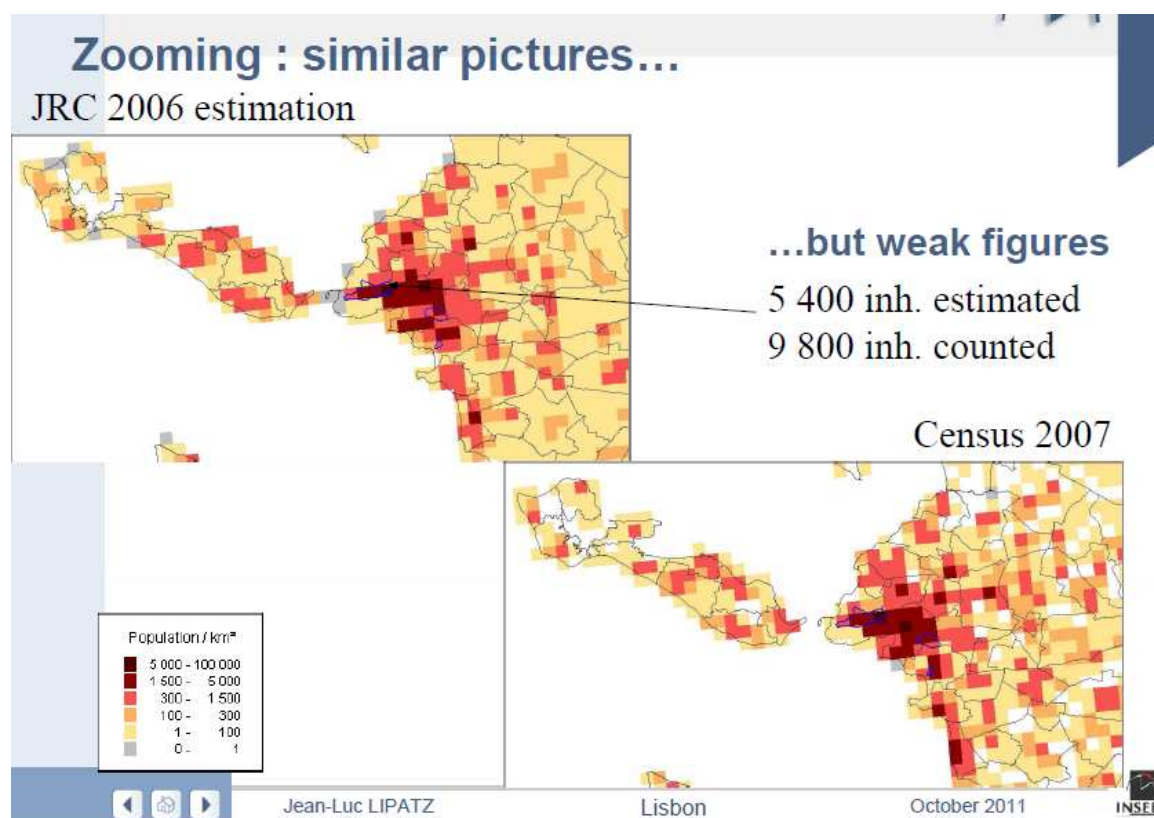 Zooming : similar pictures…
JRC 2006 estimation
…but weak figures
5 400 inh. estimated
9 800 inh. counted
Census 2007
Population / km²
5 000 - 100 000
1 500 - 5 000
300 - 1 500
100 - 300
1 - 100
0 - 1
Jean-Luc LIPATZ
Lisbon
October 2011